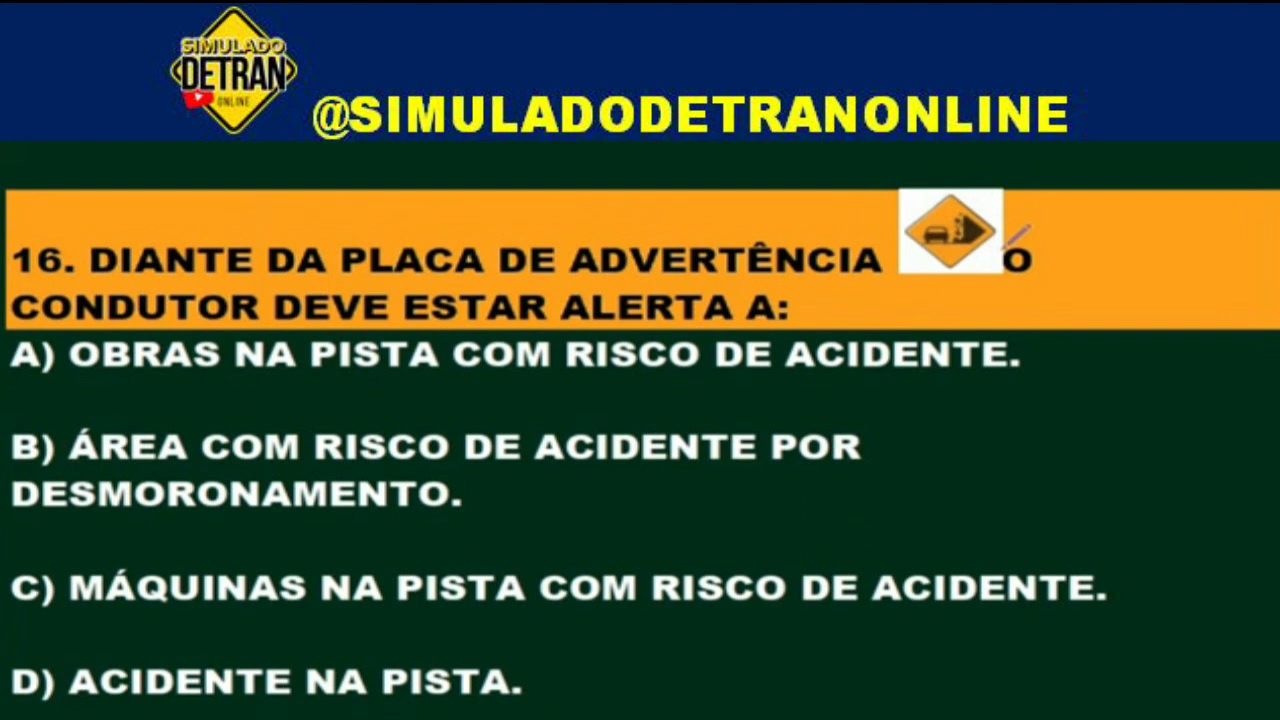 SIMULADO
DETRAN
ONLINE
@SIMULADODETRANONLINE
16. DIANTE DA PLACA DE ADVERTÊNCIA O
CONDUTOR DEVE ESTAR ALERTA A:
A) OBRAS NA PISTA COM RISCO DE ACIDENTE.
B) ÁREA COM RISCO DE ACIDENTE POR
DESMORONAMENTO.
C) MÁQUINAS NA PISTA COM RISCO DE ACIDENTE.
D) ACIDENTE NA PISTA.